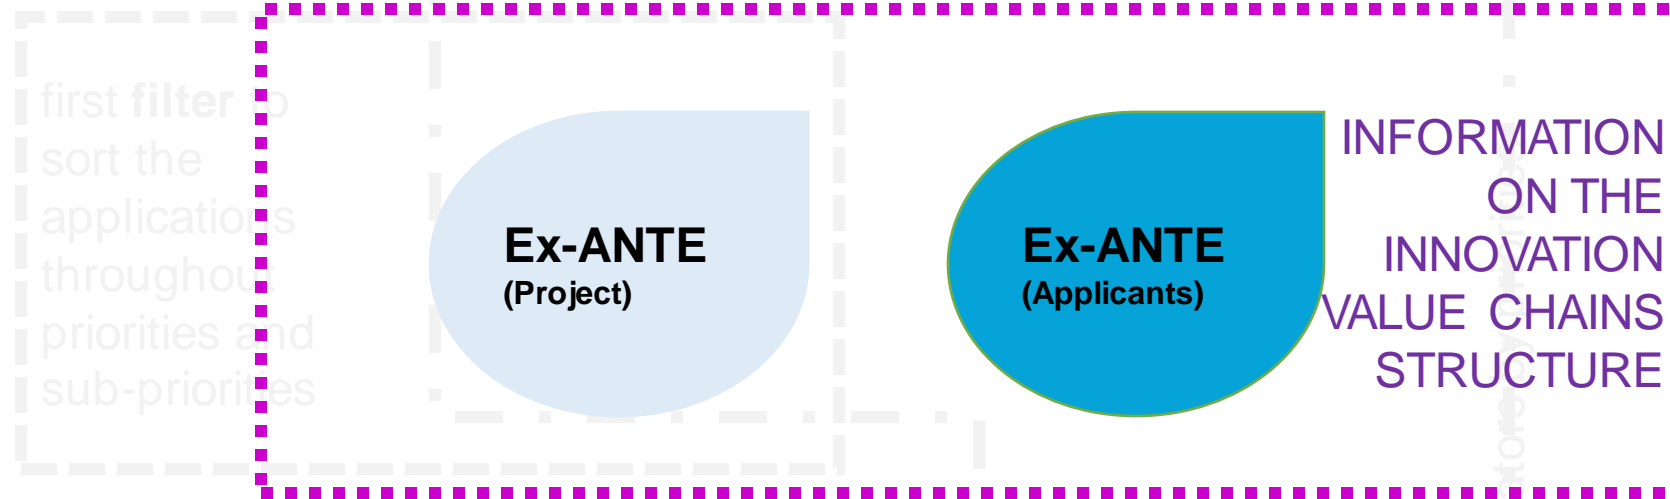 first filter to
sort the
applications
throughout
priorities and
sub-priorities
Ex-ANTE
(Project)
Ex-ANTE
(Applicants)
INFORMATION
ON THE
INNOVATION
VALUE CHAINS
STRUCTURE